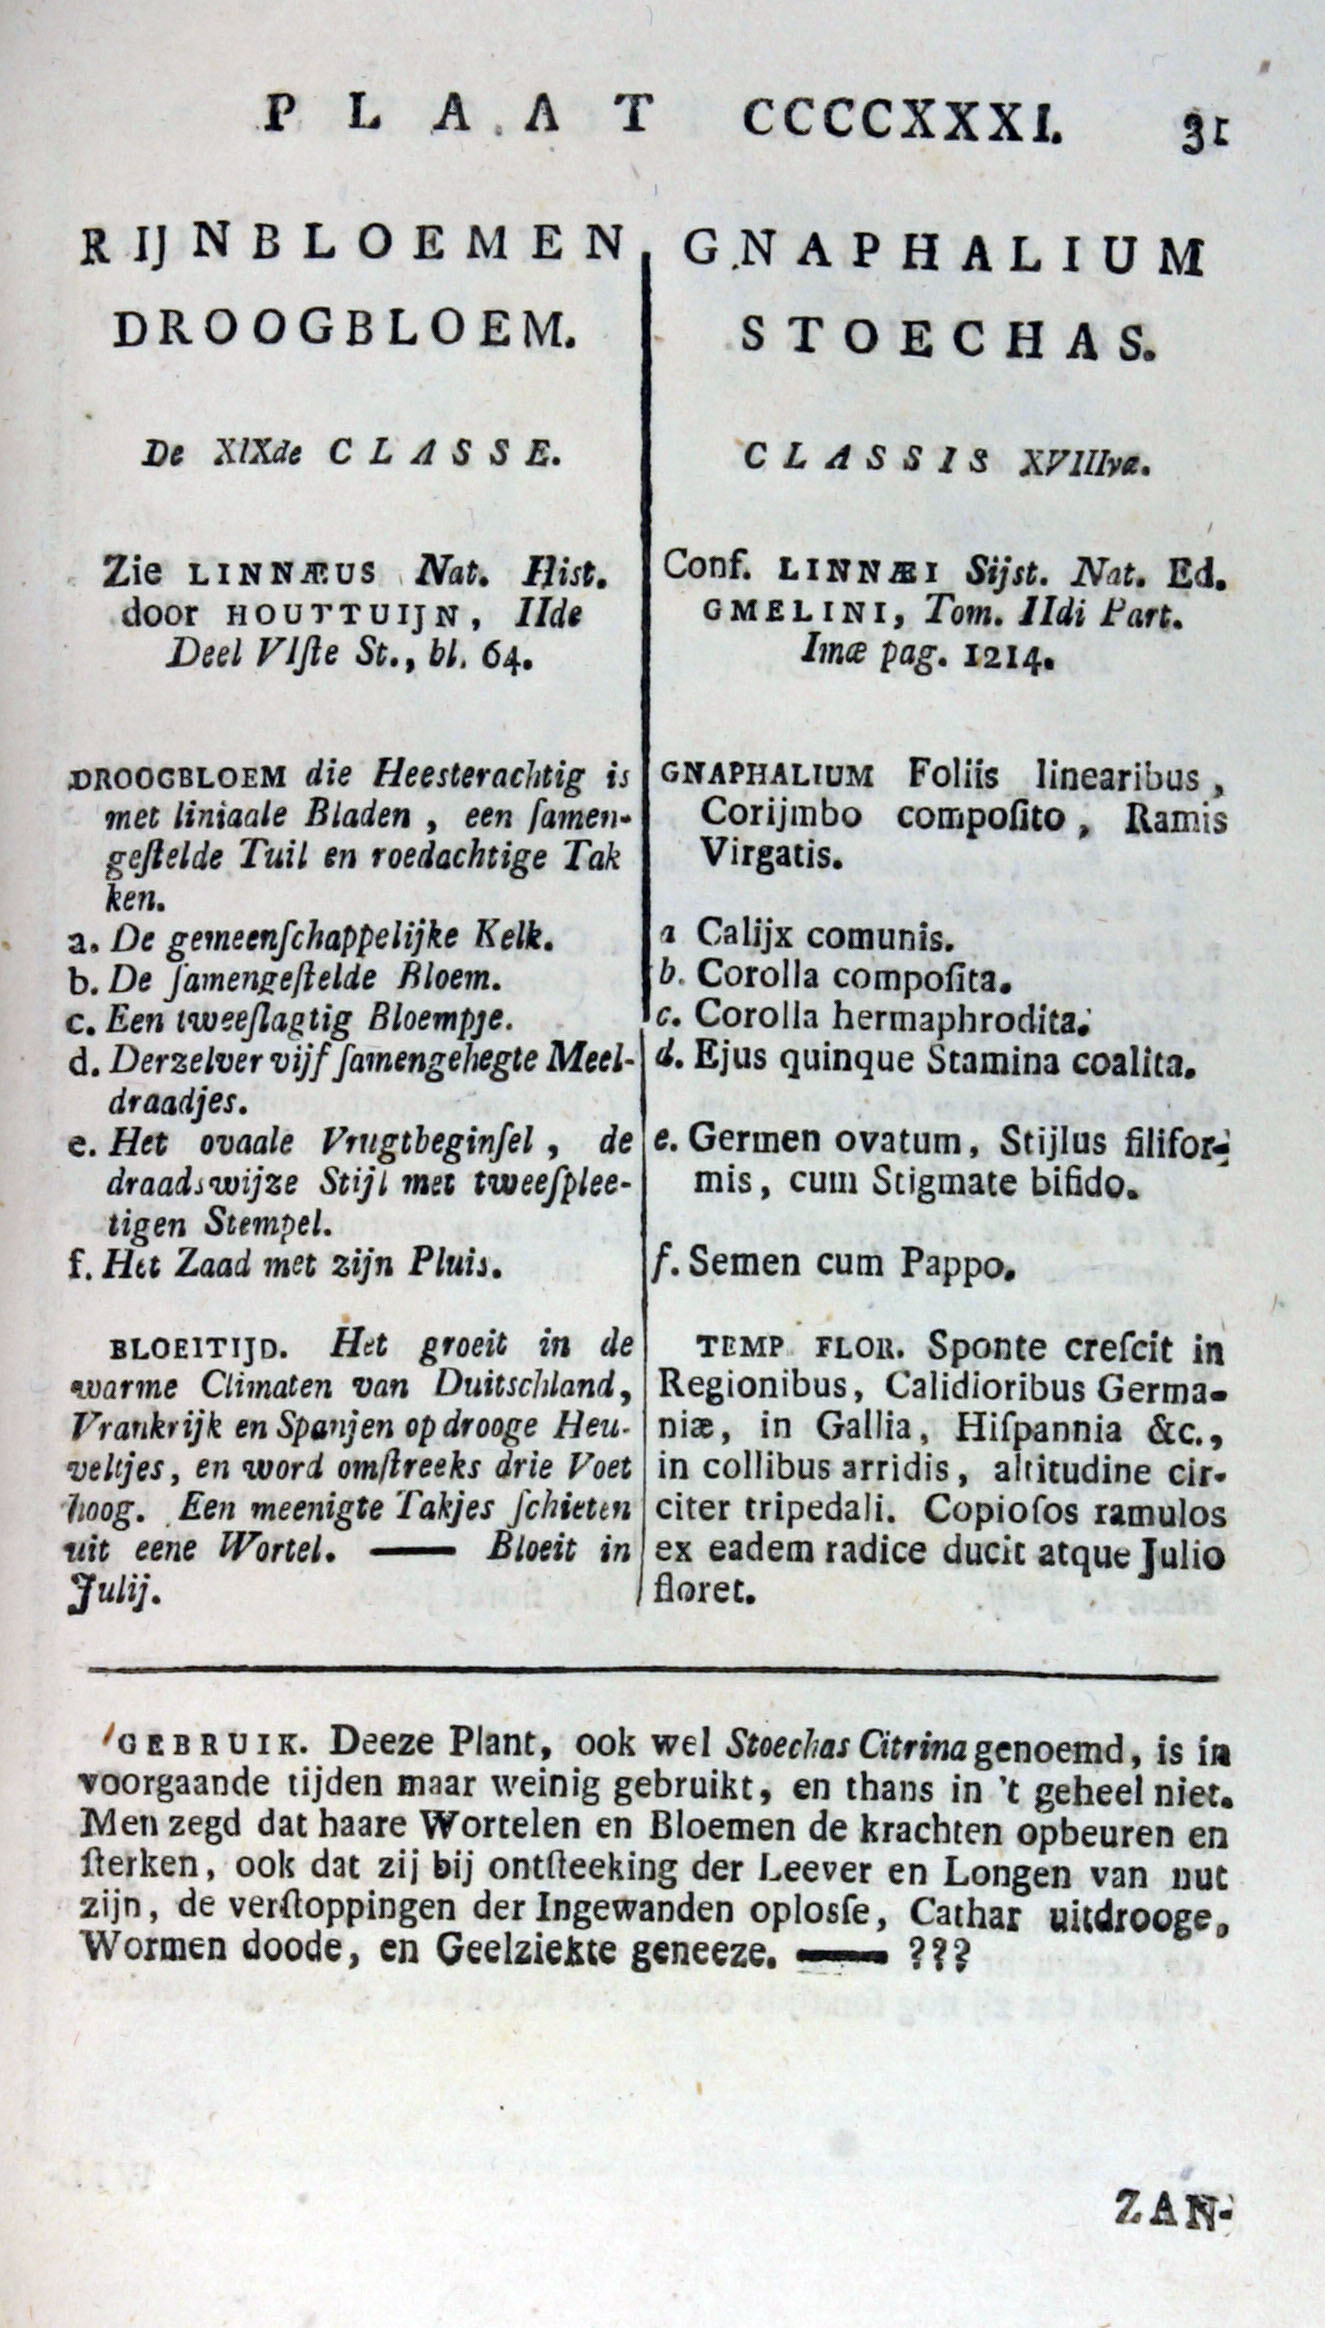 PLAAT CCCCXXXI. 31
RIJNBLOEMEN
DROOGBLOEM.
De XIXde CLASSE.
Zie LINNÆUS Nat. Hist.
door HOUTTUIJN, IIde
Deel VIſte St., bl. 64.
DROOGBLOEM die Heesterachtig is
met liniaale Bladen, een ſamen-
geſtelde Tuil en roedachtige Tak
ken.
a. De gemeenſchappelijke Kelk.
b. De ſamengeſtelde Bloem.
c. Een tweeſlagtig Bloempje.
d. Derzelver vijf ſamengehegte Meel-
draadjes.
e. Het ovaale Vrugtbeginſel, de
draadswijze Stijl met tweeſplee-
tigen Stempel.
f. Het Zaad met zijn Pluis.
BLOEITIJD. Het groeit in de
warme Climaten van Duitschland,
Vrankrijk en Spanjen op drooge Heu-
veltjes, en word omſtreeks drie Voet
hoog. Een meenigte Takjes ſchieten
uit eene Wortel. — Bloeit in
Julij.
GNAPHALIUM
STOECHAS.
CLASSIS XVIIIvæ.
Conf. LINNÆI Sijst. Nat. Ed.
GMELINI, Tom. IIdi Part.
Imæ pag. 1214.
GNAPHALIUM Foliis linearibus,
Corijmbo compoſito, Ramis
Virgatis.
a Calijx comunis.
b. Corolla compoſita.
c. Corolla hermaphrodita.
d. Ejus quinque Stamina coalita.
e. Germen ovatum, Stijlus filifor-
mis, cum Stigmate bifido.
f. Semen cum Pappo.
TEMP FLOR. Sponte creſcit in
Regionibus, Calidioribus Germa-
niæ, in Gallia, Hiſpannia &c.,
in collibus arridis, altitudine cir-
citer tripedali. Copioſos ramulos
ex eadem radice ducit atque Julio
floret.
GEBRUIK. Deeze Plant, ook wel Stoechas Citrina genoemd, is in
voorgaande tijden maar weinig gebruikt, en thans in 't geheel niet.
Men zegd dat haare Wortelen en Bloemen de krachten opbeuren en
ſterken, ook dat zij bij ontſteeking der Leever en Longen van nut
zijn, de verſtoppingen der Ingewanden oplosſe, Cathar uitdrooge,
Wormen doode, en Geelziekte geneeze. — ???
ZAN-